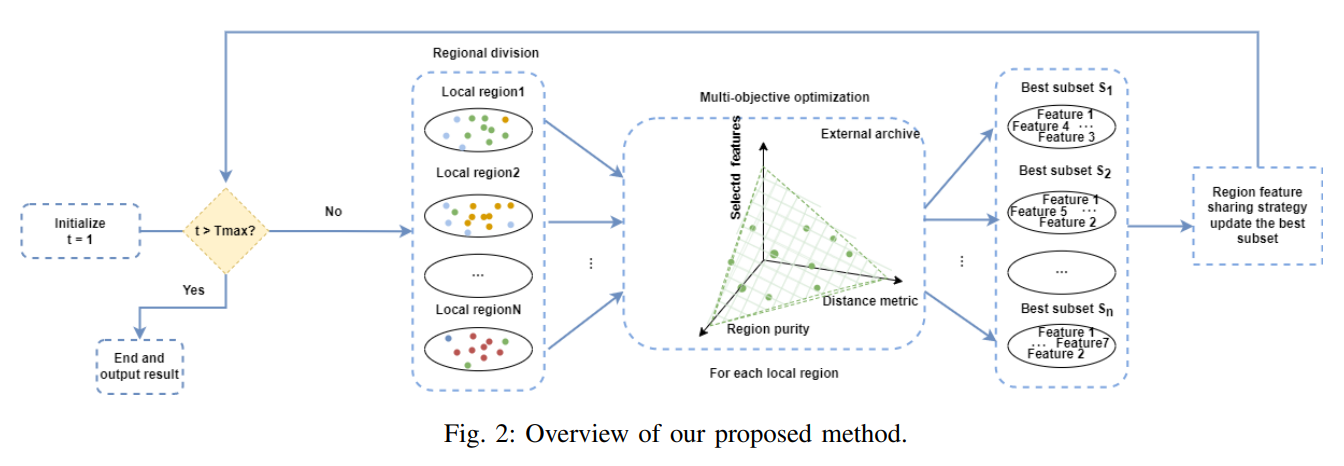 Initialize
t = 1
t > Tmax?
No
Yes
End and
output result
Regional division
Local region1
Local region2
...
Local regionN
⋮
Multi-objective optimization
External archive
Selectd features
Distance metric
Region purity
For each local region
⋮
Best subset S1
Feature 1
Feature 4 ...
Feature 3
Best subset S2
Feature 1
Feature 5 ...
Feature 2
...
Best subset Sn
Feature 1
... Feature7
Feature 2
Region feature
sharing strategy
update the best
subset
Fig. 2: Overview of our proposed method.